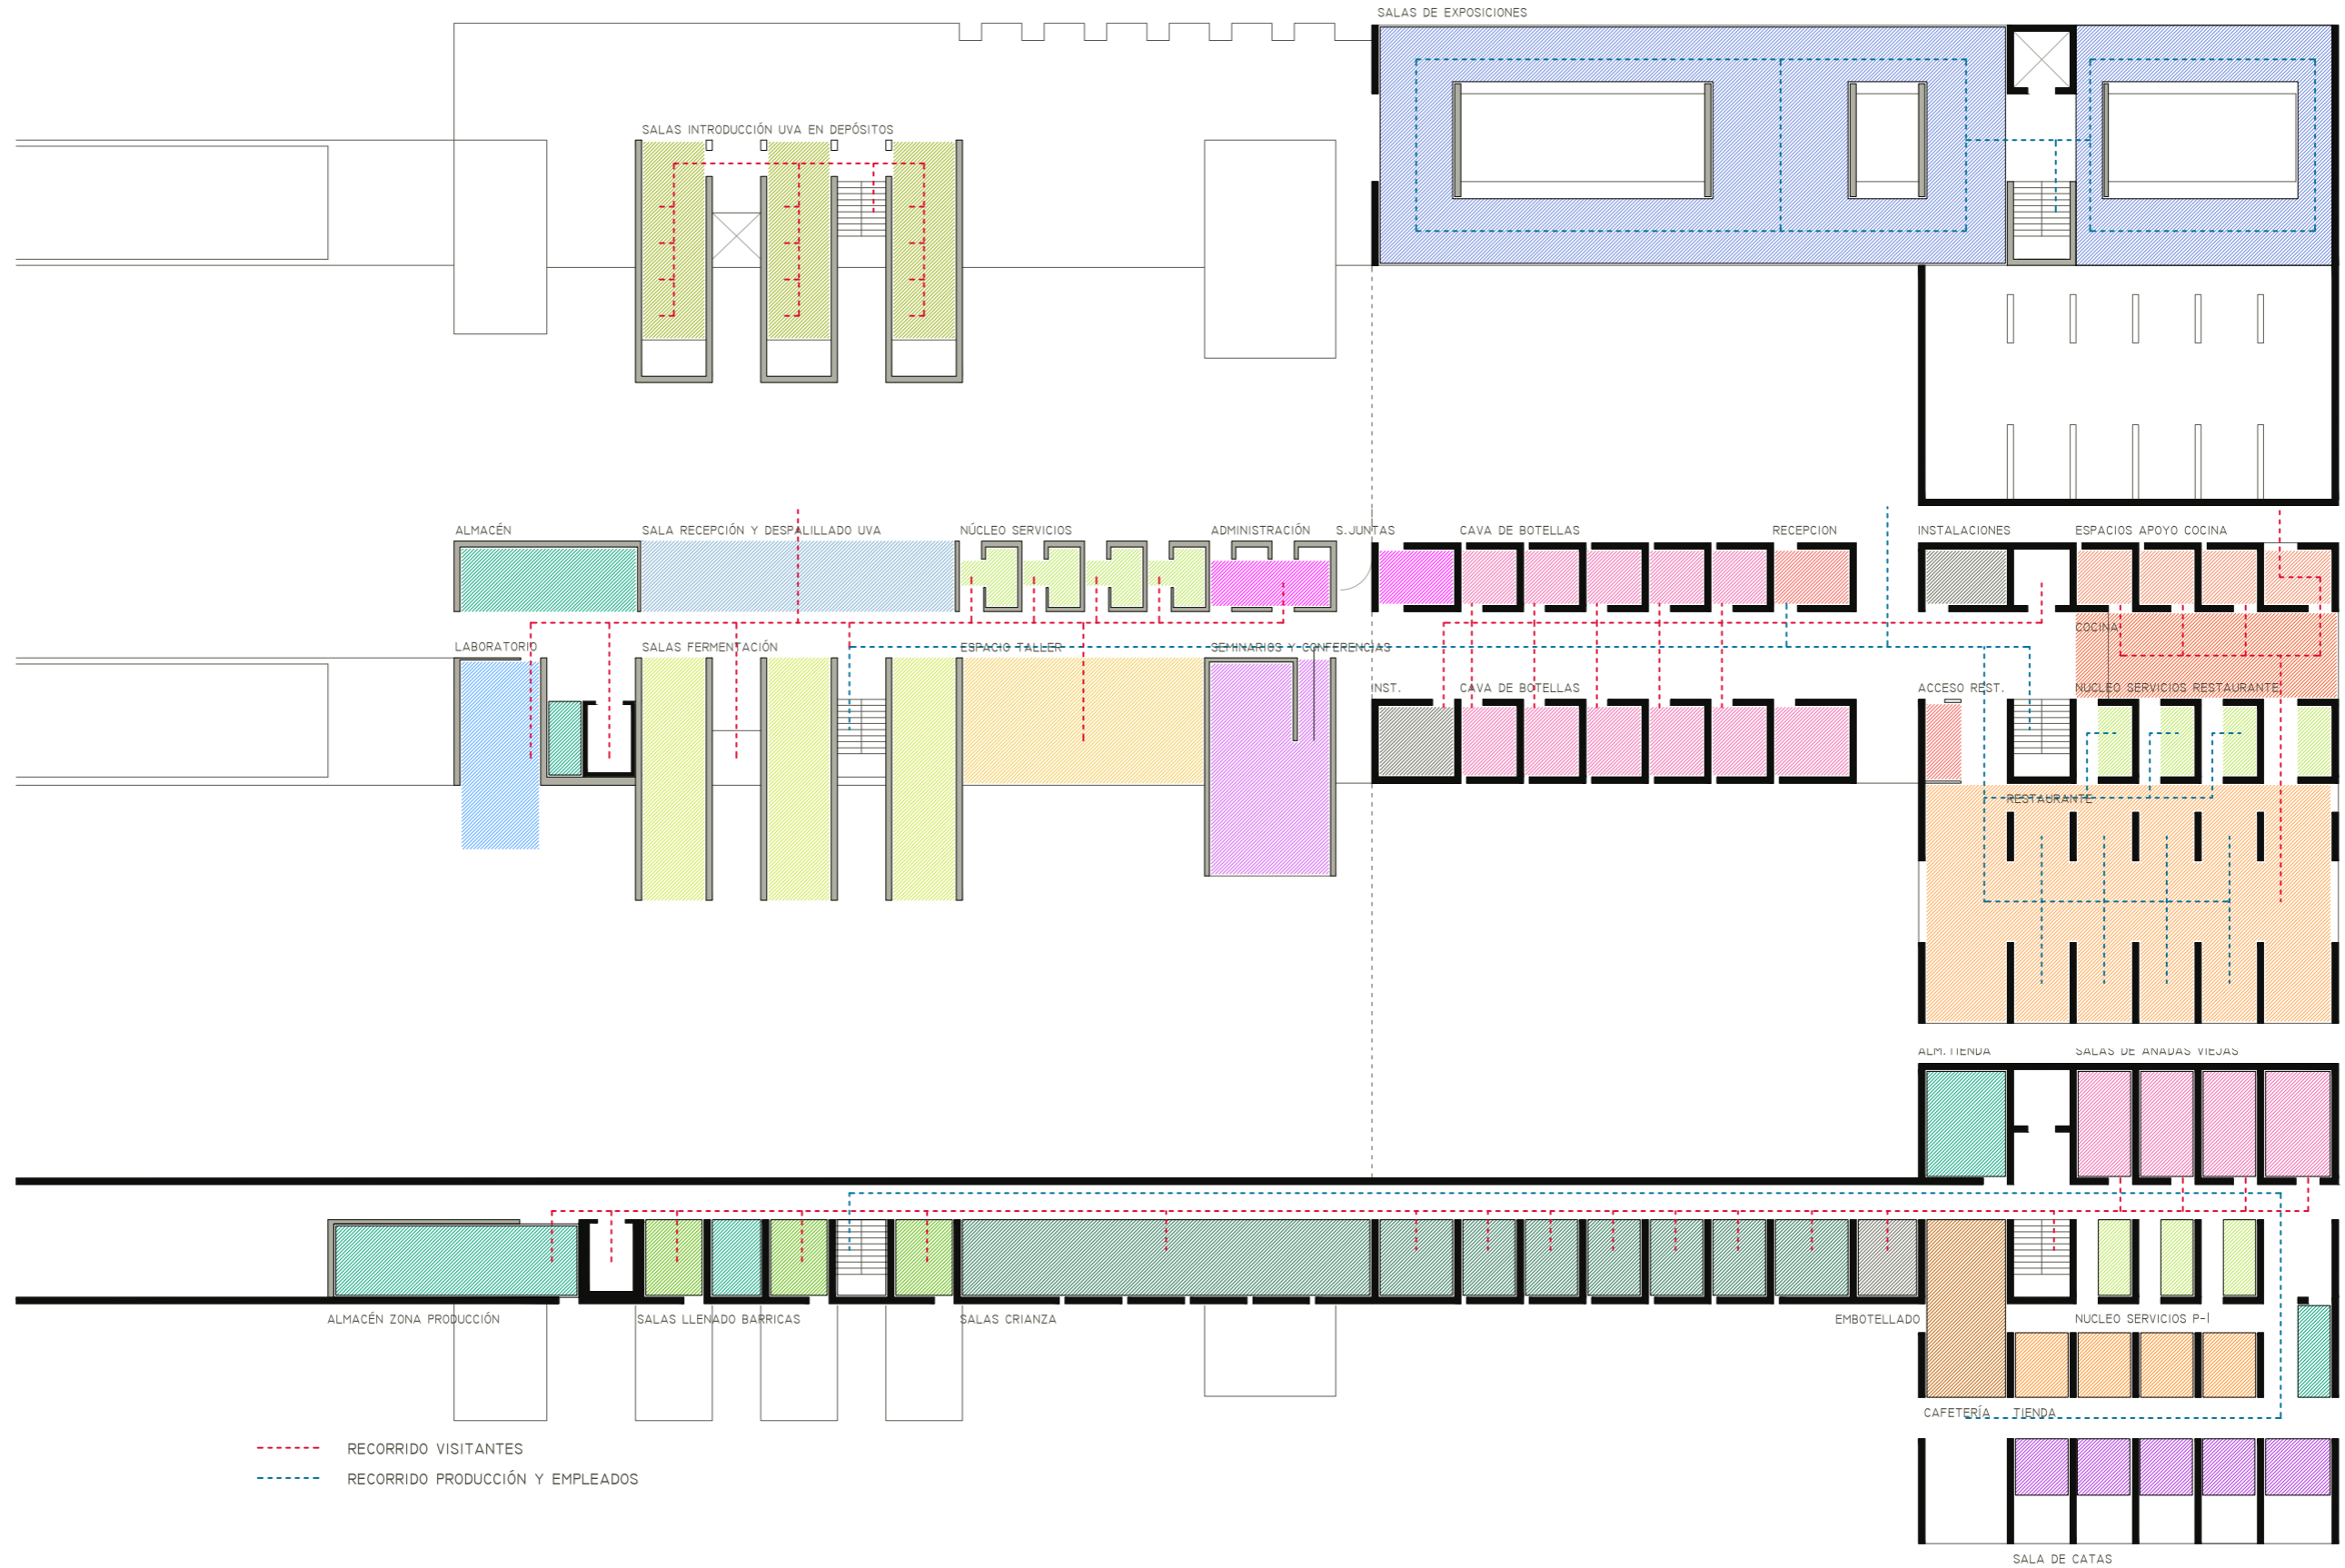 SALAS DE EXPOSICIONES
SALAS INTRODUCCIÓN UVA EN DEPÓSITOS
ALMACÉN
SALA RECEPCIÓN Y DESPALILLADO UVA
NÚCLEO SERVICIOS
ADMINISTRACIÓN
S.JUNTAS
CAVA DE BOTELLAS
RECEPCION
INSTALACIONES
ESPACIOS APOYO COCINA
COCINA
LABORATORIO
SALAS FERMENTACIÓN
ESPACIO TALLER
SEMINARIOS Y CONFERENCIAS
INST.
CAVA DE BOTELLAS
ACCESO REST.
NUCLEO SERVICIOS RESTAURANTE
RESTAURANTE
ALM.TIENDA
SALAS DE AÑADAS VIEJAS
ALMACÉN ZONA PRODUCCIÓN
SALAS LLENADO BARRICAS
SALAS CRIANZA
EMBOTELLADO
NUCLEO SERVICIOS P-1
CAFETERÍA
TIENDA
RECORRIDO VISITANTES
RECORRIDO PRODUCCIÓN Y EMPLEADOS
SALA DE CATAS